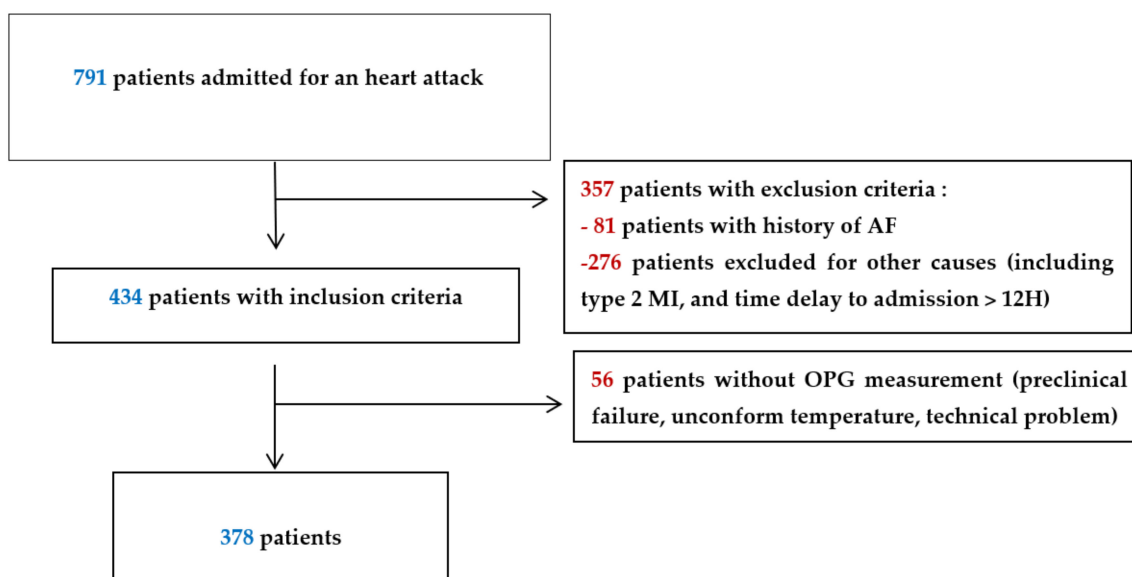 791 patients admitted for an heart attack
357 patients with exclusion criteria :
- 81 patients with history of AF
-276 patients excluded for other causes (including
type 2 MI, and time delay to admission > 12H)
434 patients with inclusion criteria
56 patients without OPG measurement (preclinical
failure, unconform temperature, technical problem)
378 patients